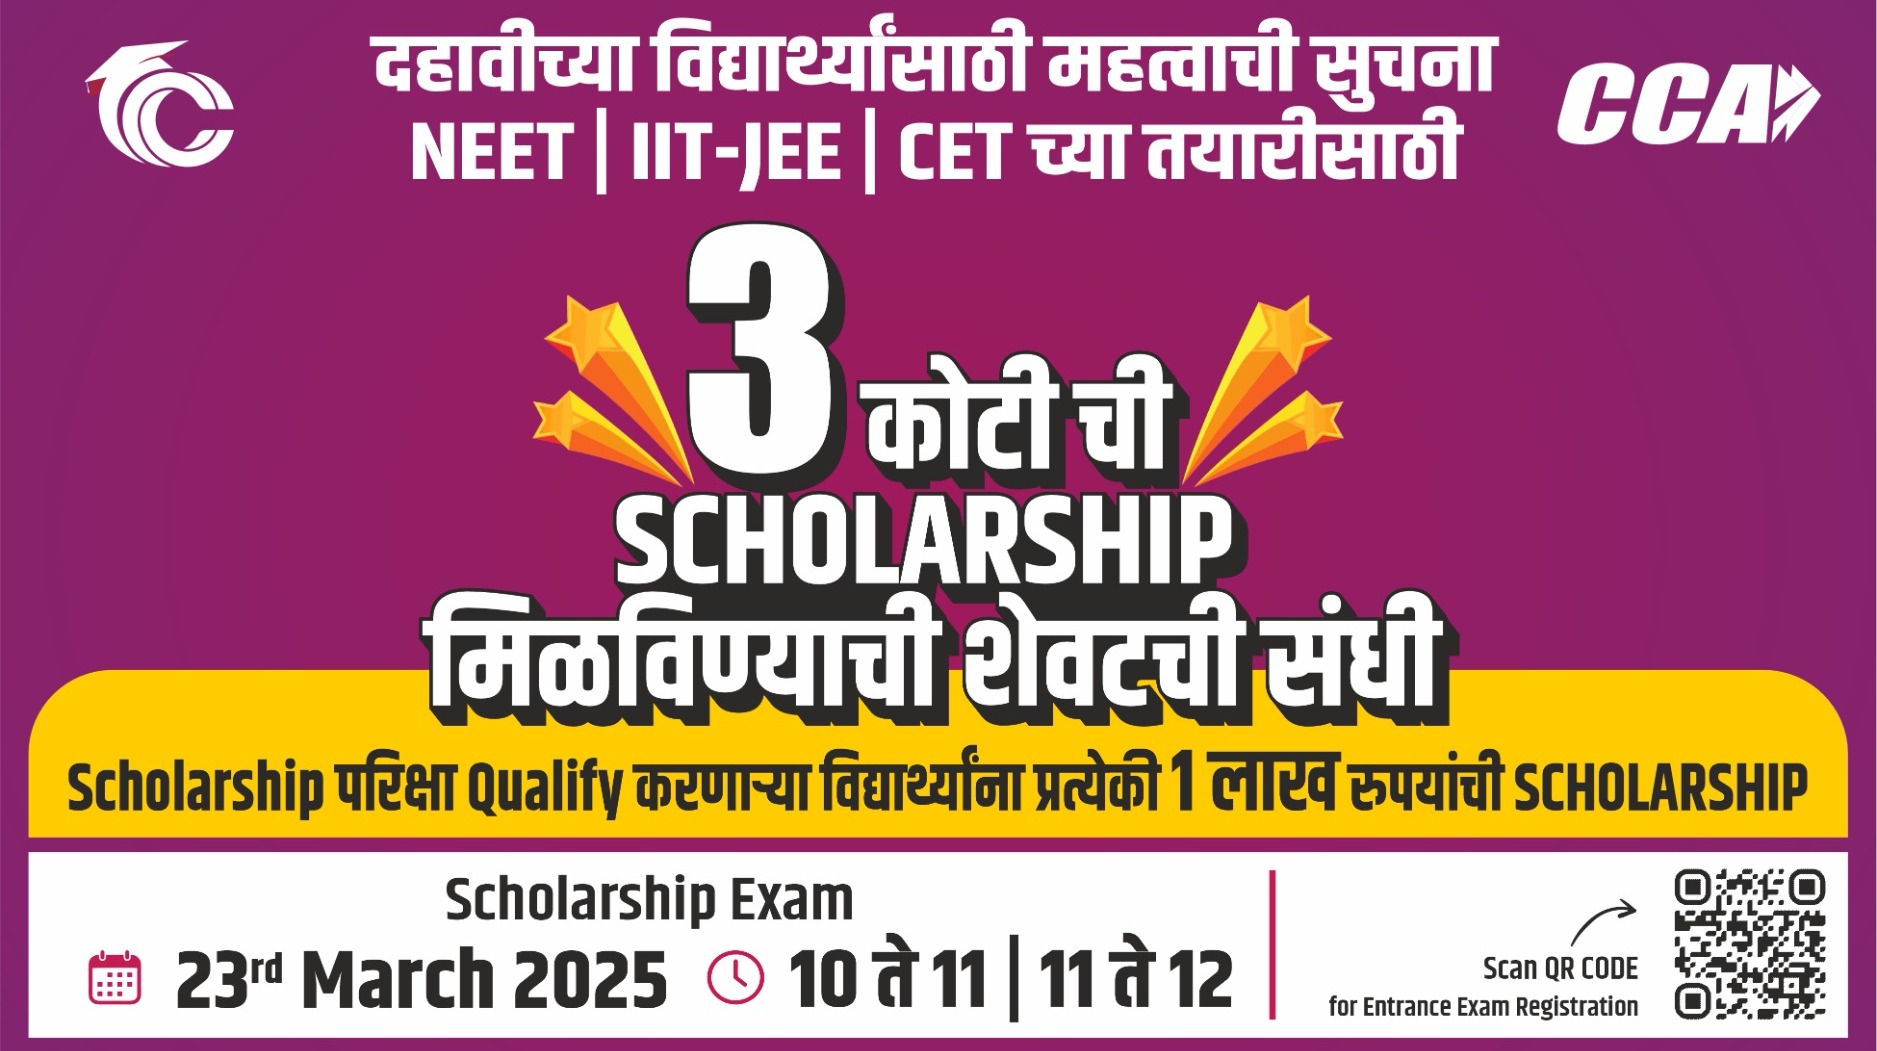 दहावीच्या विद्यार्थ्यांसाठी महत्वाची सुचना
CCA
NEET | IIT-JEE | CET च्या तयारीसाठी
3 कोटी ची
SCHOLARSHIP
मिळविण्याची शेवटची संधी
Scholarship परिक्षा Qualify करणाऱ्या विद्यार्थ्यांना प्रत्येकी 1 लाख रुपयांची SCHOLARSHIP
Scholarship Exam
23rd March 2025 10 ते 11 | 11 ते 12
Scan QR CODE
for Entrance Exam Registration